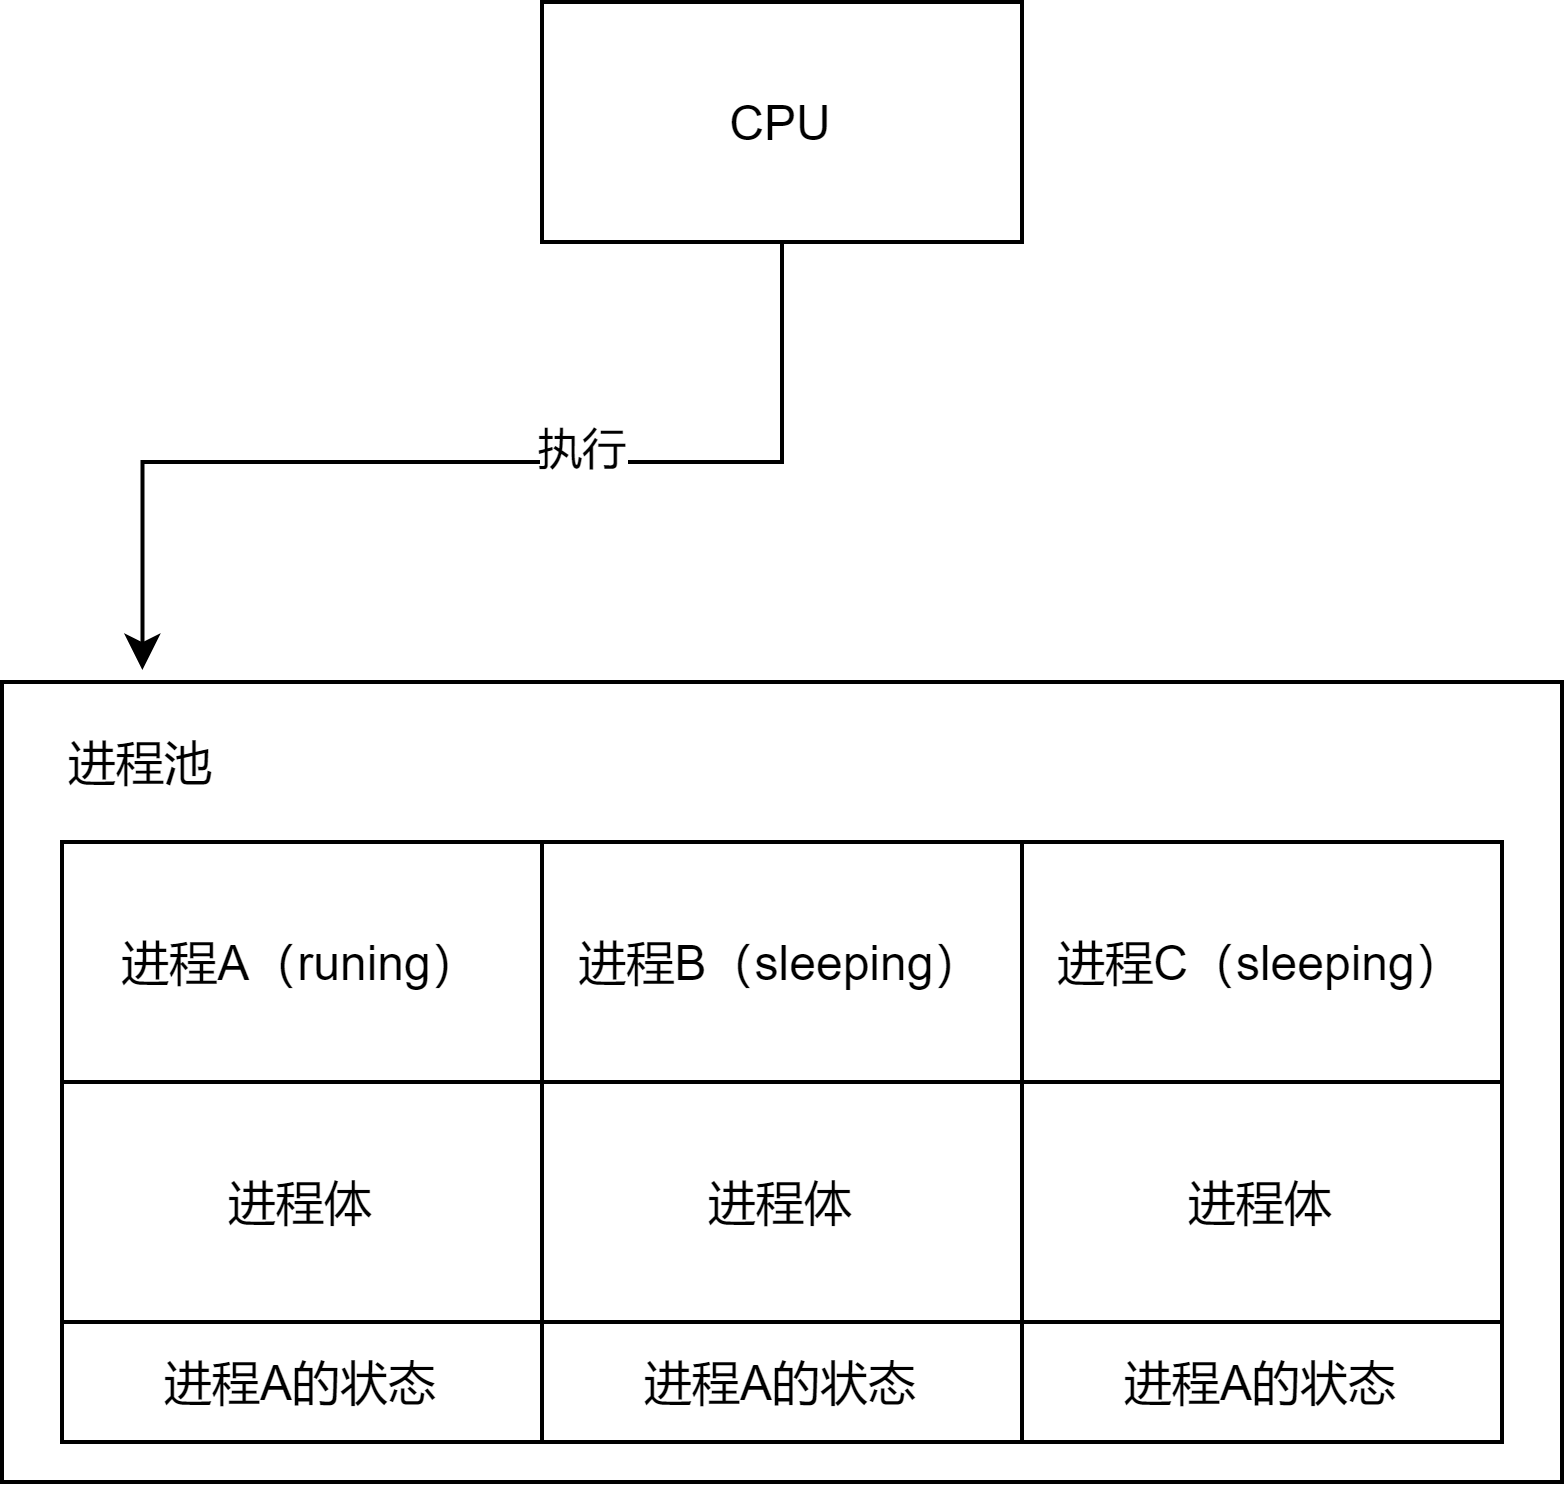 CPU
执行
进程池
进程A（runing）
进程B（sleeping）
进程C（sleeping）
进程体
进程体
进程体
进程A的状态
进程A的状态
进程A的状态